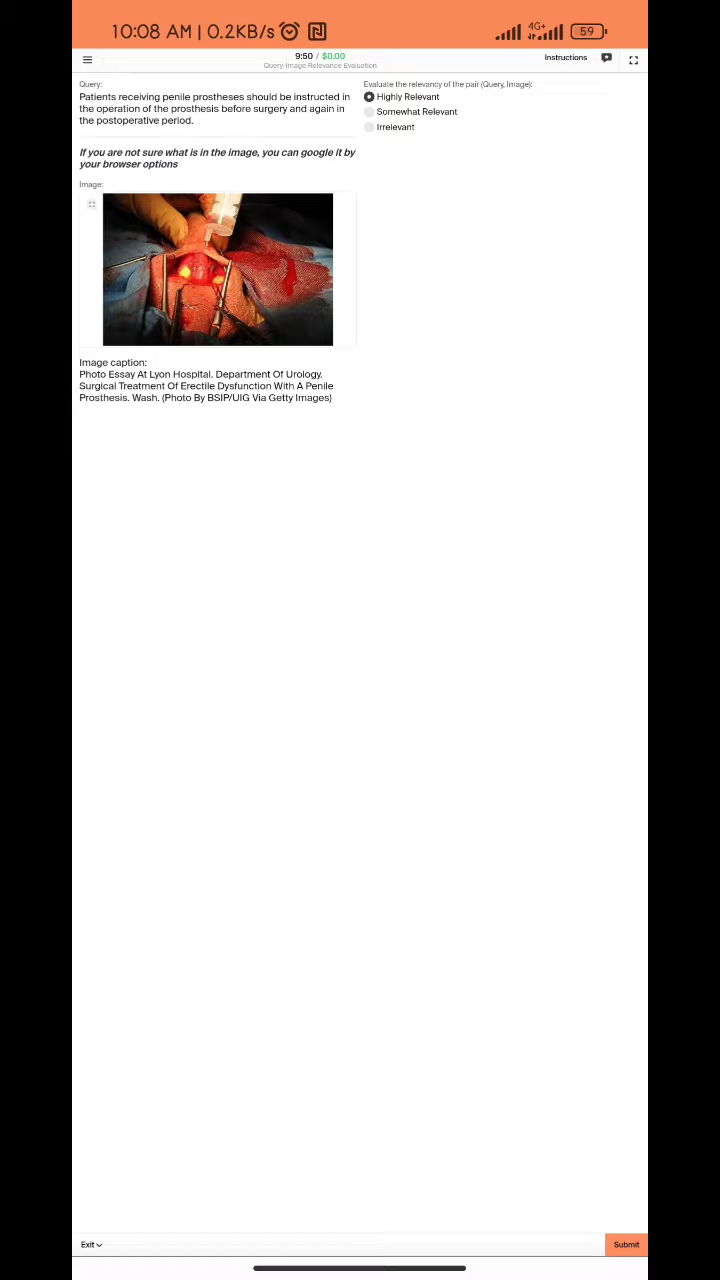 10:08 AM | 0.2KB/s
4G+
59
9:50 / $0.00
Query-Image Relevance Evaluation
Instructions
Query:
Patients receiving penile prostheses should be instructed in
the operation of the prosthesis before surgery and again in
the postoperative period.
If you are not sure what is in the image, you can google it by
your browser options
Image:
Image caption:
Photo Essay At Lyon Hospital. Department Of Urology.
Surgical Treatment Of Erectile Dysfunction With A Penile
Prosthesis. Wash. (Photo By BSIP/UIG Via Getty Images)
Evaluate the relevancy of the pair (Query, Image):
Highly Relevant
Somewhat Relevant
Irrelevant
Exit
Submit